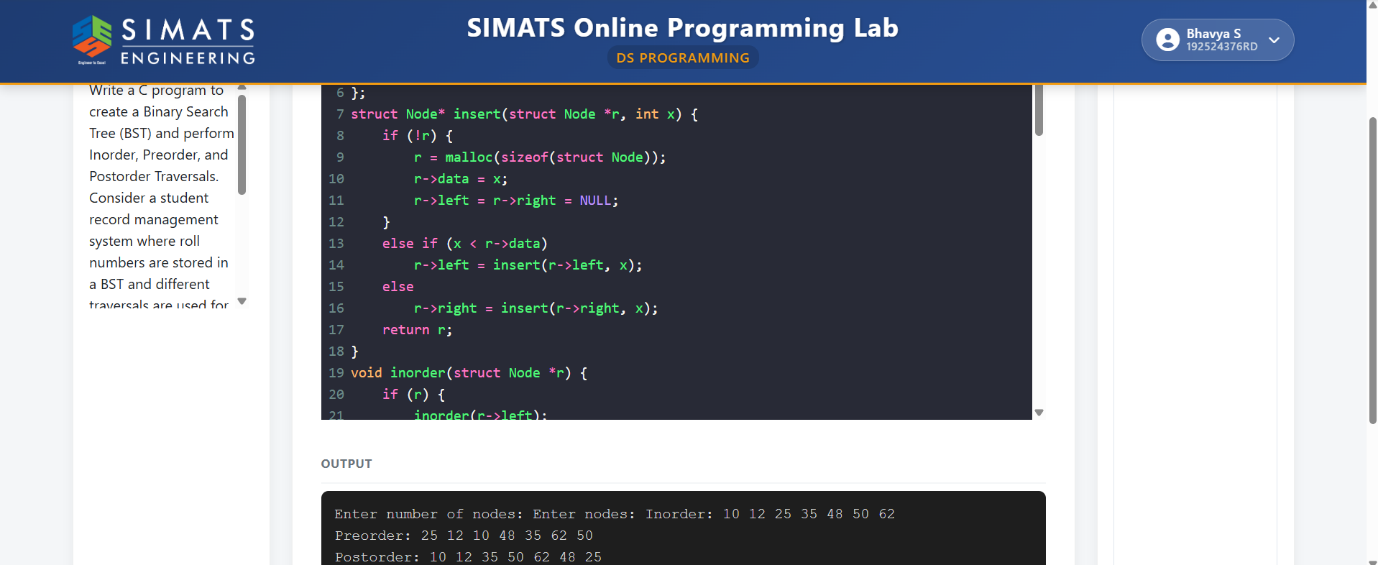 SIMATS
ENGINEERING
Engineer to Excel
SIMATS Online Programming Lab
DS PROGRAMMING
Bhavya S
192524376RD
Write a C program to
create a Binary Search
Tree (BST) and perform
Inorder, Preorder, and
Postorder Traversals.
Consider a student
record management
system where roll
numbers are stored in
a BST and different
traversals are used for
6 };
7 struct Node* insert(struct Node *r, int x) {
8     if (!r) {
9         r = malloc(sizeof(struct Node));
10         r->data = x;
11         r->left = r->right = NULL;
12     }
13     else if (x < r->data)
14         r->left = insert(r->left, x);
15     else
16         r->right = insert(r->right, x);
17     return r;
18 }
19 void inorder(struct Node *r) {
20     if (r) {
21         inorder(r->left);
OUTPUT
Enter number of nodes: Enter nodes: Inorder: 10 12 25 35 48 50 62
Preorder: 25 12 10 48 35 62 50
Postorder: 10 12 35 50 62 48 25